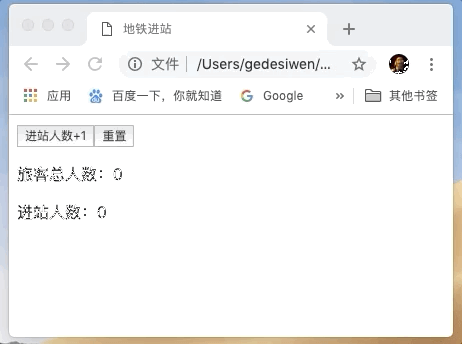 地铁进站
文件 /Users/gedesiwen/...
应用 百度一下，你就知道 Google » 其他书签
进站人数+1 重置
旅客总人数：0
进站人数：0